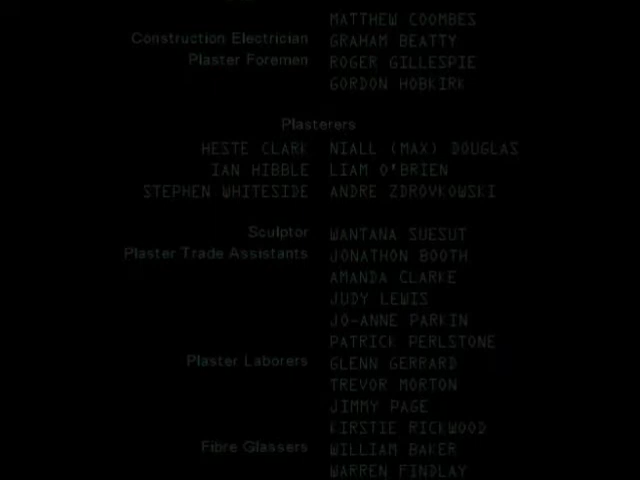 MATTHEW COOMBES
Construction Electrician GRAHAM BEATTY
Plaster Foremen ROGER GILLESPIE
GORDON HOBKIRK
Plasterers
HESTE CLARK NIALL (MAX) DOUGLAS
IAN HIBBLE LIAM O'BRIEN
STEPHEN WHITESIDE ANDRE ZDROVKOWSKI
Sculptor WANTANA SUESUT
Plaster Trade Assistants JONATHON BOOTH
AMANDA CLARKE
JUDY LEWIS
JO-ANNE PARKIN
PATRICK PERLSTONE
Plaster Laborers GLENN GERRARD
TREVOR MORTON
JIMMY PAGE
KIRSTIE RICKWOOD
Fibre Glassers WILLIAM BAKER
WARREN FINDLAY